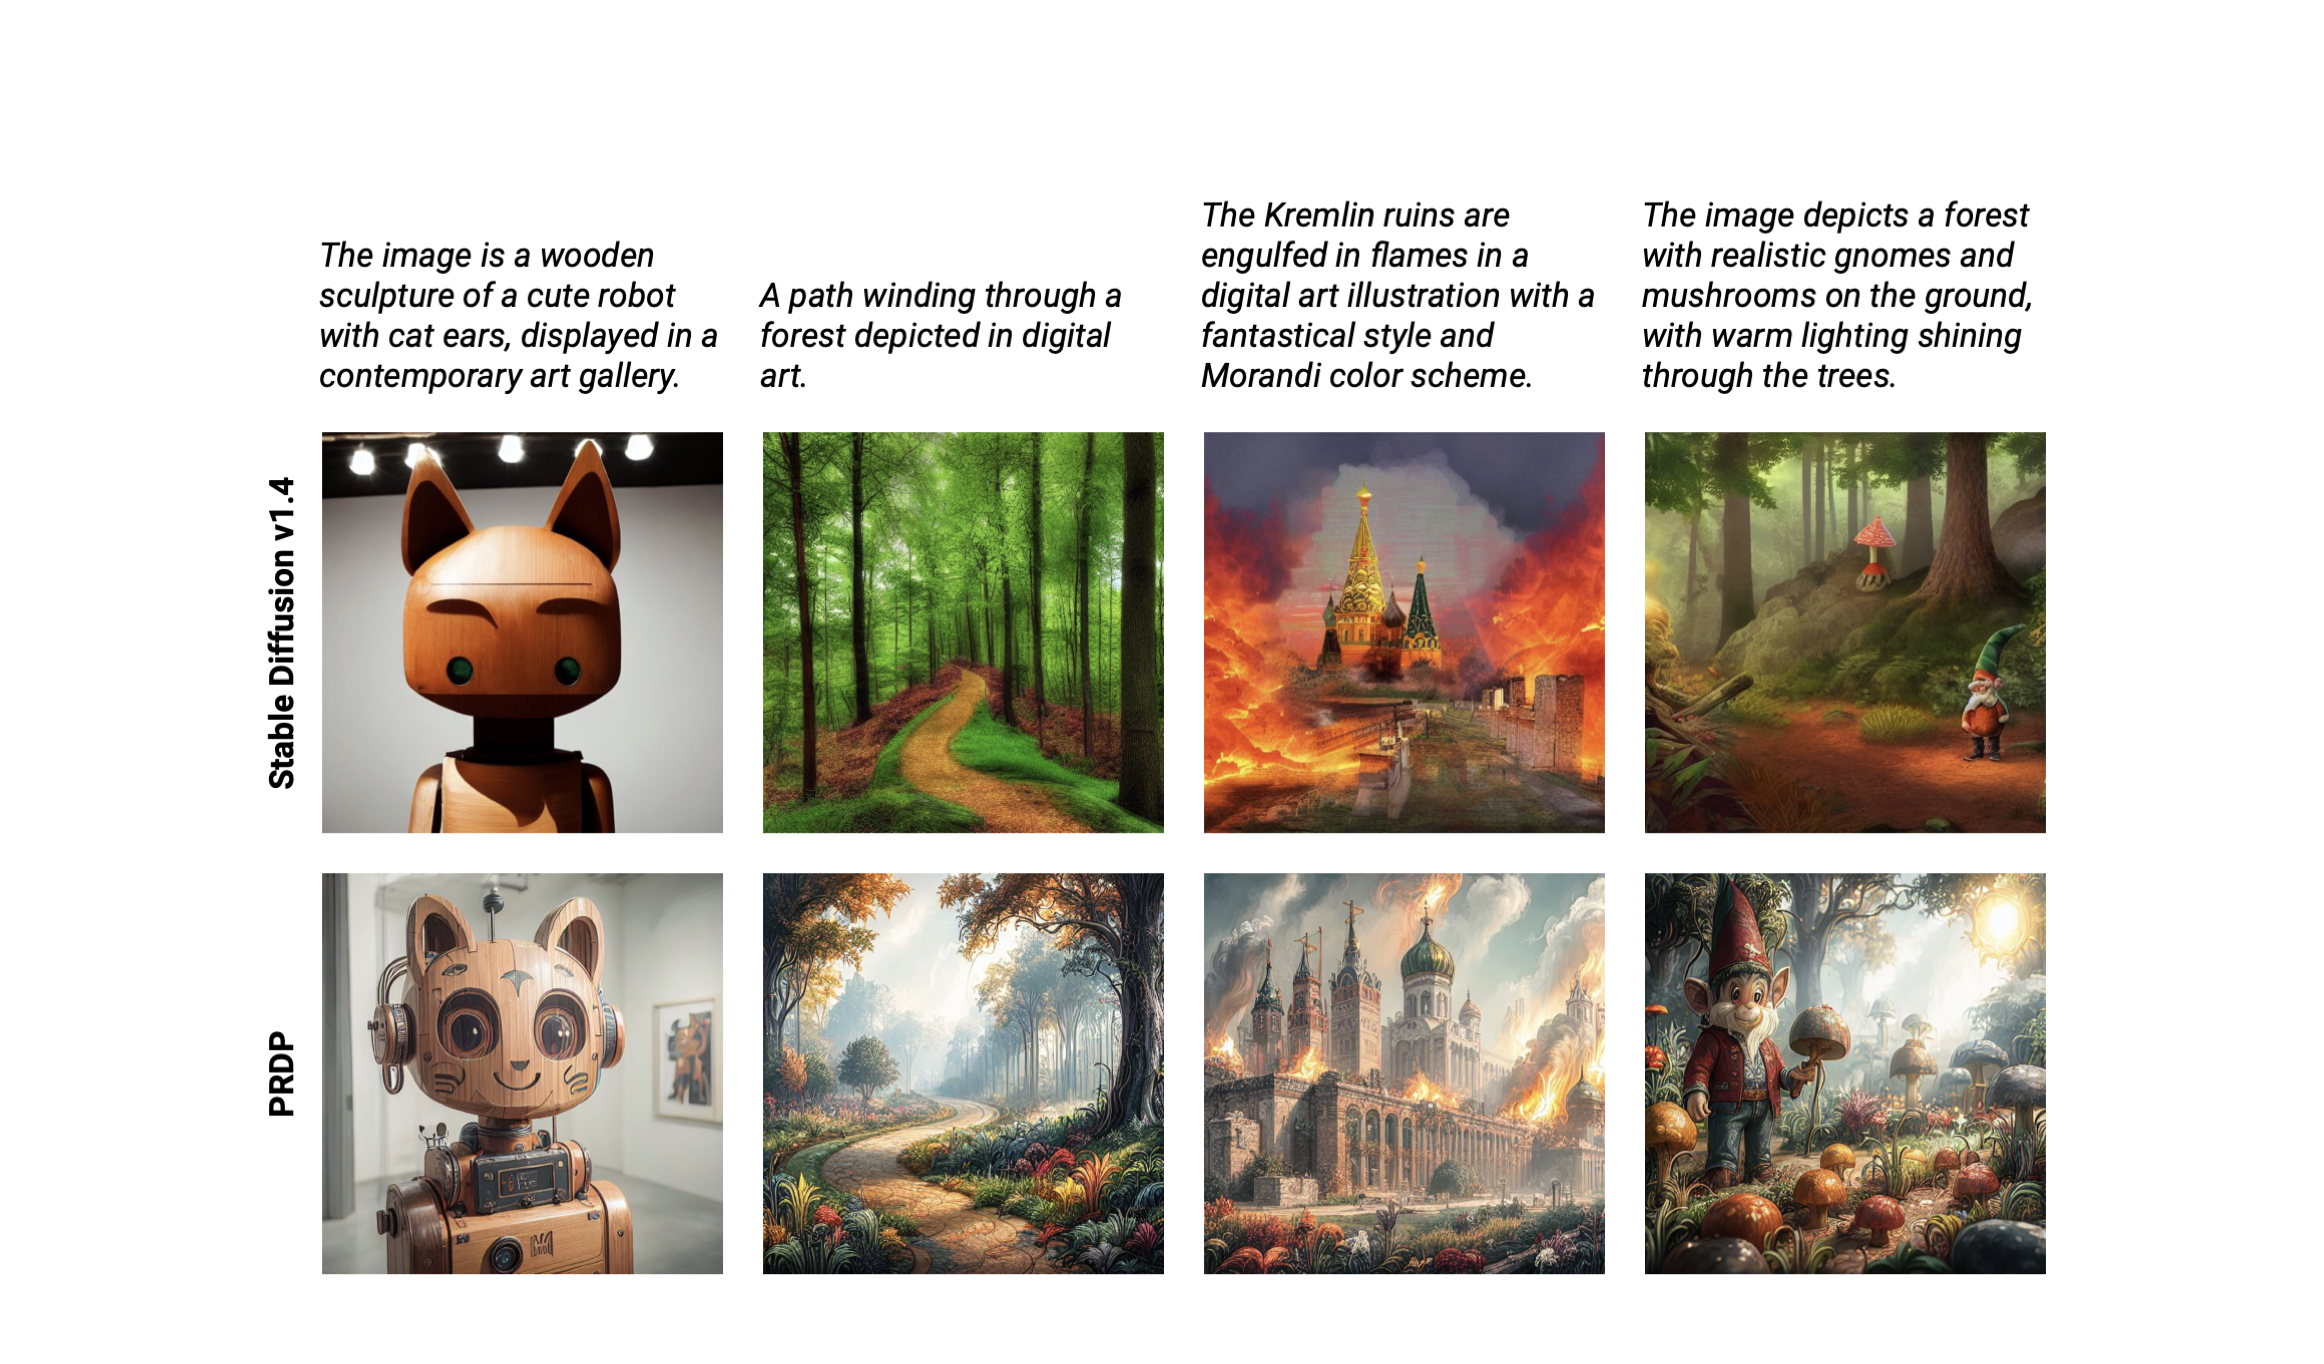 The image is a wooden
sculpture of a cute robot
with cat ears, displayed in a
contemporary art gallery.
A path winding through a
forest depicted in digital
art.
The Kremlin ruins are
engulfed in flames in a
digital art illustration with a
fantastical style and
Morandi color scheme.
The image depicts a forest
with realistic gnomes and
mushrooms on the ground,
with warm lighting shining
through the trees.
Stable Diffusion v1.4
PRDP